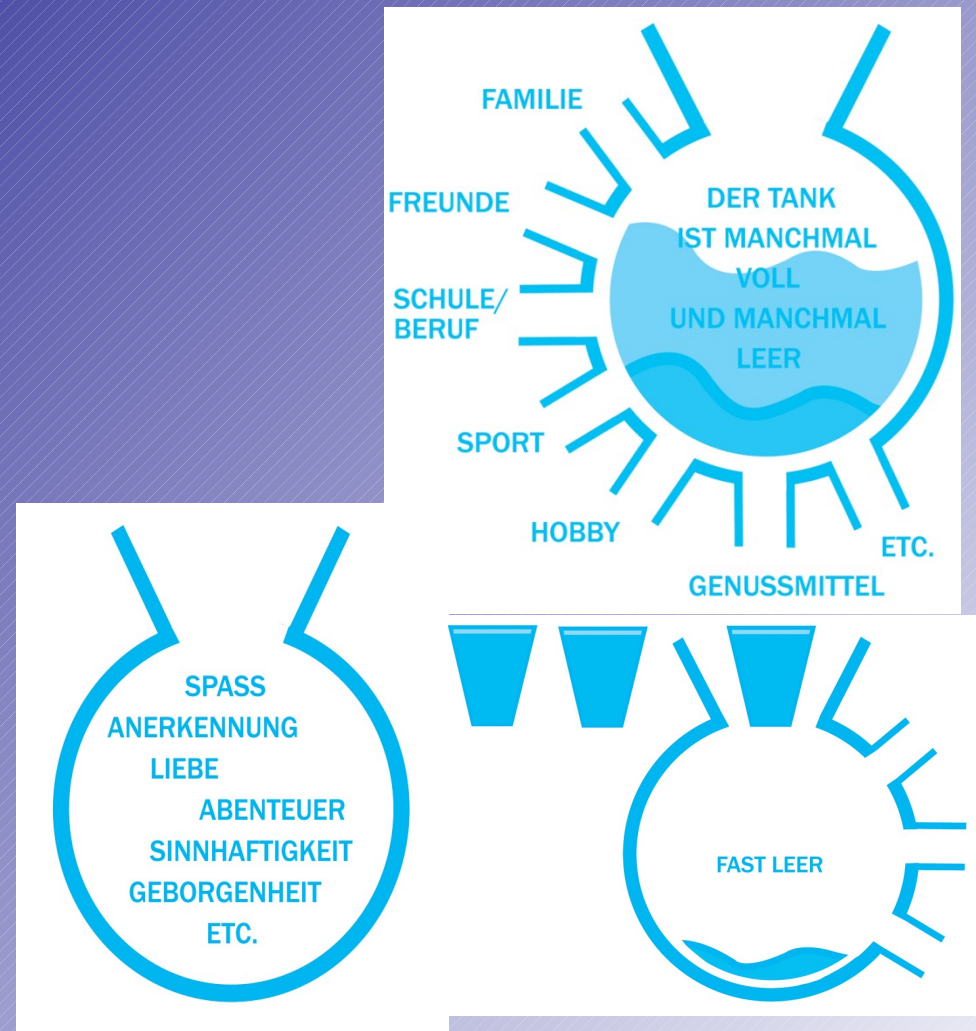 FAMILIE
FREUNDE
SCHULE/
BERUF
SPORT
HOBBY
GENUSSMITTEL
ETC.
DER TANK
IST MANCHMAL
VOLL
UND MANCHMAL
LEER
SPASS
ANERKENNUNG
LIEBE
ABENTEUER
SINNHAFTIGKEIT
GEBORGENHEIT
ETC.
FAST LEER